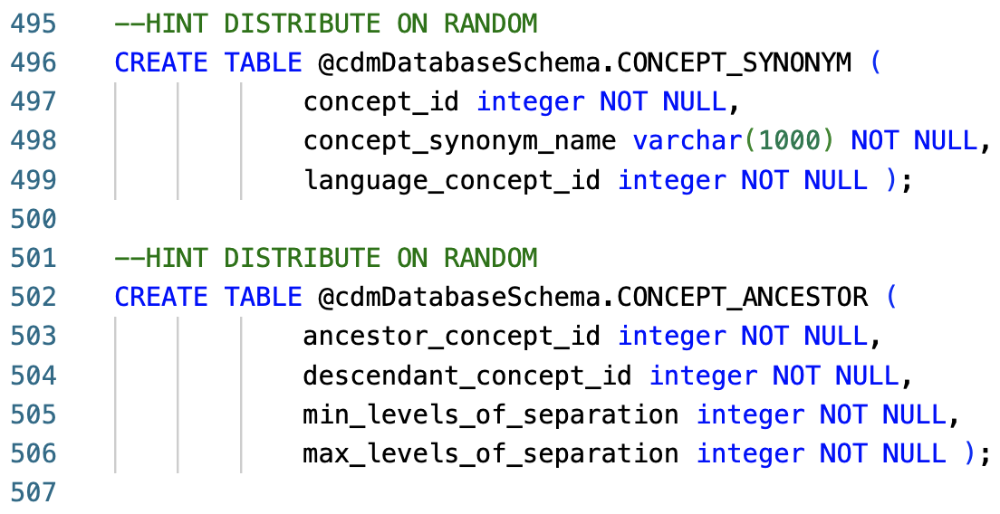 495 --HINT DISTRIBUTE ON RANDOM
496 CREATE TABLE @cdmDatabaseSchema.CONCEPT_SYNONYM (
497 concept_id integer NOT NULL,
498 concept_synonym_name varchar(1000) NOT NULL,
499 language_concept_id integer NOT NULL );
500
501 --HINT DISTRIBUTE ON RANDOM
502 CREATE TABLE @cdmDatabaseSchema.CONCEPT_ANCESTOR (
503 ancestor_concept_id integer NOT NULL,
504 descendant_concept_id integer NOT NULL,
505 min_levels_of_separation integer NOT NULL,
506 max_levels_of_separation integer NOT NULL );
507